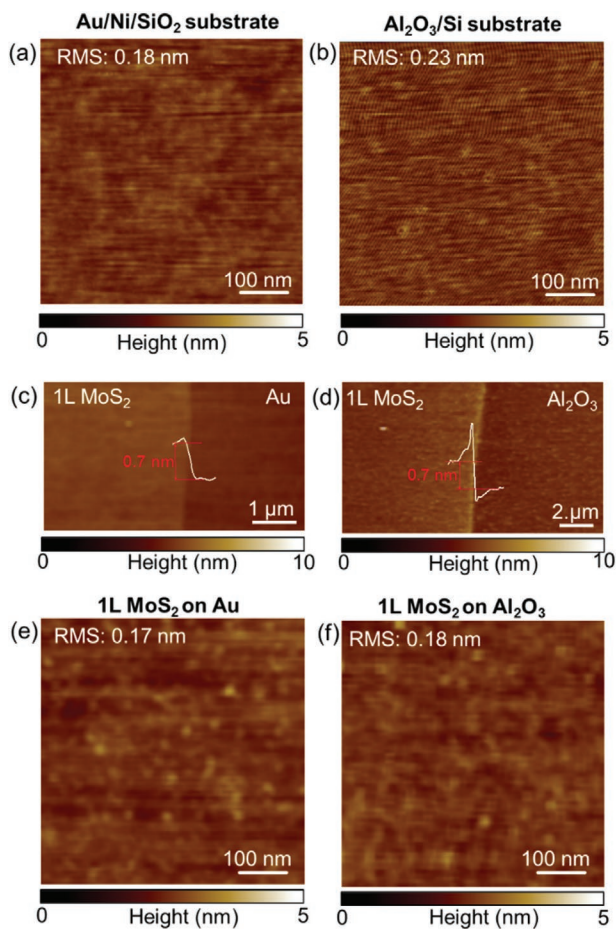 Au/Ni/SiO₂ substrate
Al₂O₃/Si substrate
(a)
RMS: 0.18 nm
100 nm
0
5
Height (nm)
(b)
RMS: 0.23 nm
100 nm
0
5
Height (nm)
(c)
1L MoS₂
Au
0.7 nm
1 µm
0
10
Height (nm)
(d)
1L MoS₂
Al₂O₃
0.7 nm
2.µm
0
10
Height (nm)
1L MoS₂ on Au
(e)
RMS: 0.17 nm
100 nm
0
5
Height (nm)
1L MoS₂ on Al₂O₃
(f)
RMS: 0.18 nm
100 nm
0
5
Height (nm)